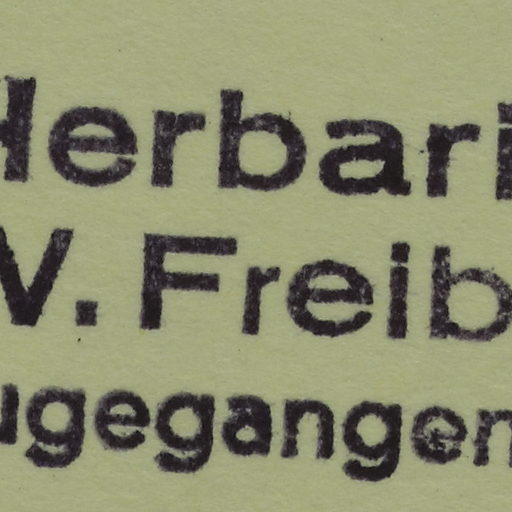 Herbari
V. Freib
ugegangen